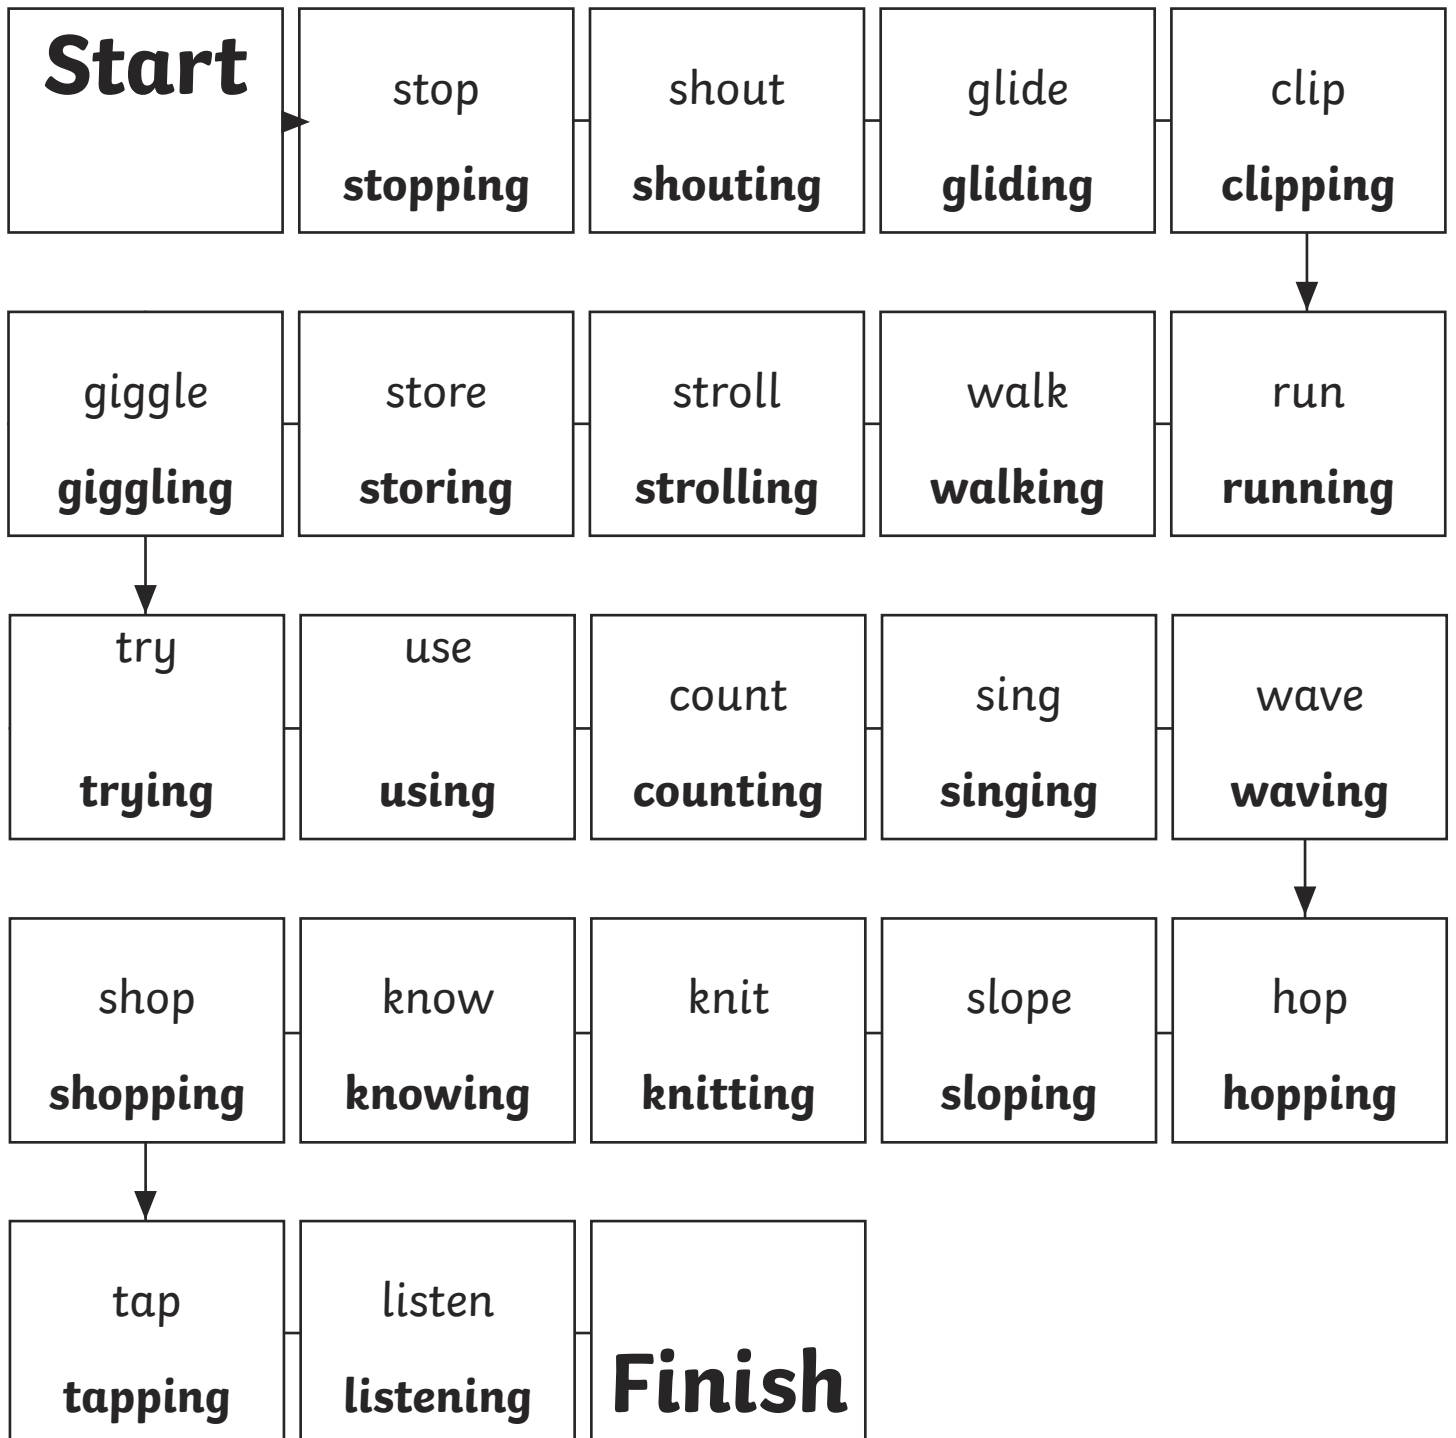 Start
stop
stopping
shout
shouting
glide
gliding
clip
clipping
giggle
giggling
store
storing
stroll
strolling
walk
walking
run
running
try
trying
use
using
count
counting
sing
singing
wave
waving
shop
shopping
know
knowing
knit
knitting
slope
sloping
hop
hopping
tap
tapping
listen
listening
Finish